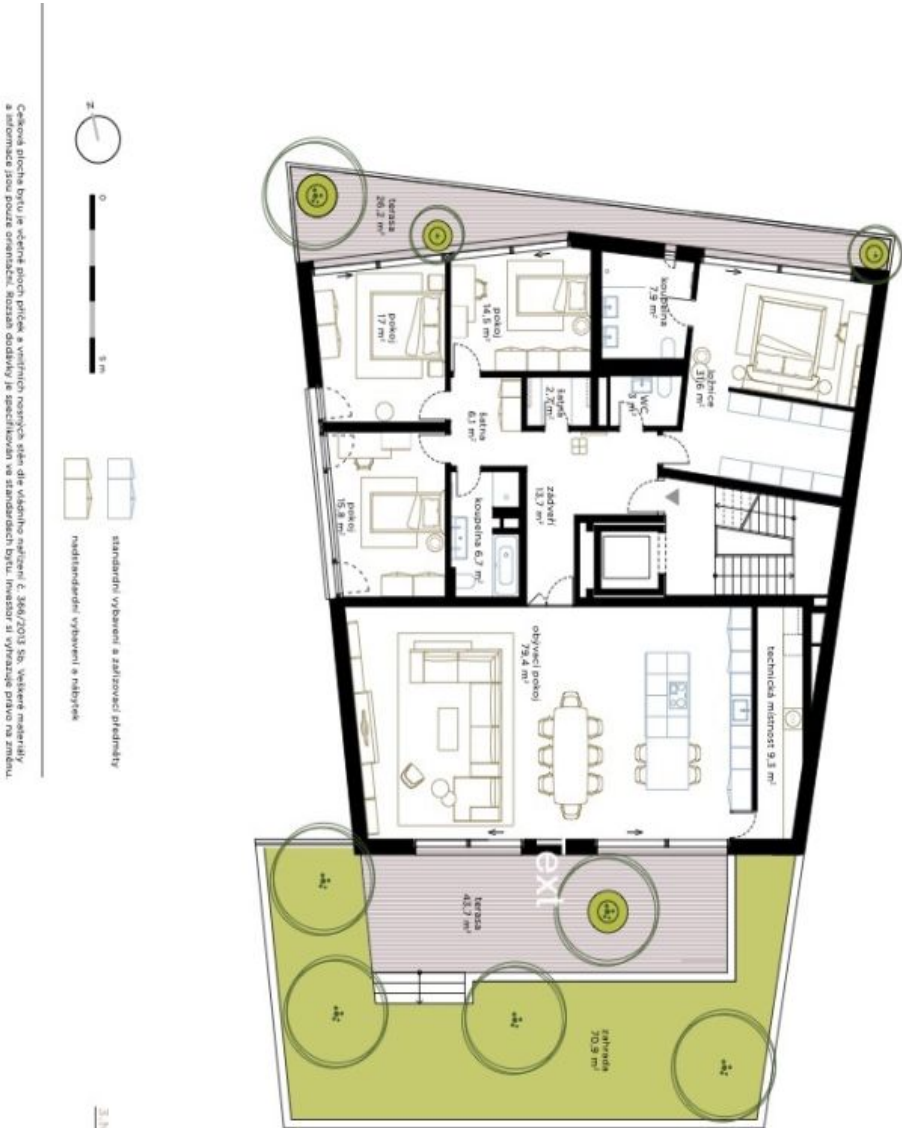 terasa
26,2 m²
pokoj
17 m²
pokoj
14,5 m²
koupelna
7,9 m²
ložnice
31,6 m²
šatna
6,1 m²
šatna
2,7 m²
WC
3 m²
zádveří
13,7 m²
pokoj
15,8 m²
koupelna 6,7 m²
obývací pokoj
79,4 m²
technická místnost 9,3 m²
terasa
43,7 m²
ext
zahrada
70,9 m²
N
0
5 m
standardní vybavení a zařizovací předměty
nadstandardní vybavení a nábytek
Celková plocha bytu je včetně ploch příček a vnitřních nosných stěn dle vládního nařízení č. 366/2013 Sb. Veškeré materiály
a informace jsou pouze orientační. Rozsah dodávky je specifikován ve standardech bytu. Investor si vyhrazuje právo na změnu.